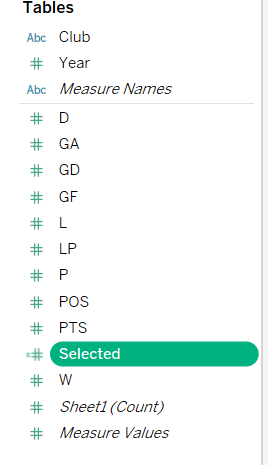 Tables
Abc Club
# Year
Abc Measure Names
# D
# GA
# GD
# GF
# L
# LP
# P
# POS
# PTS
=# Selected
# W
# Sheet1 (Count)
# Measure Values